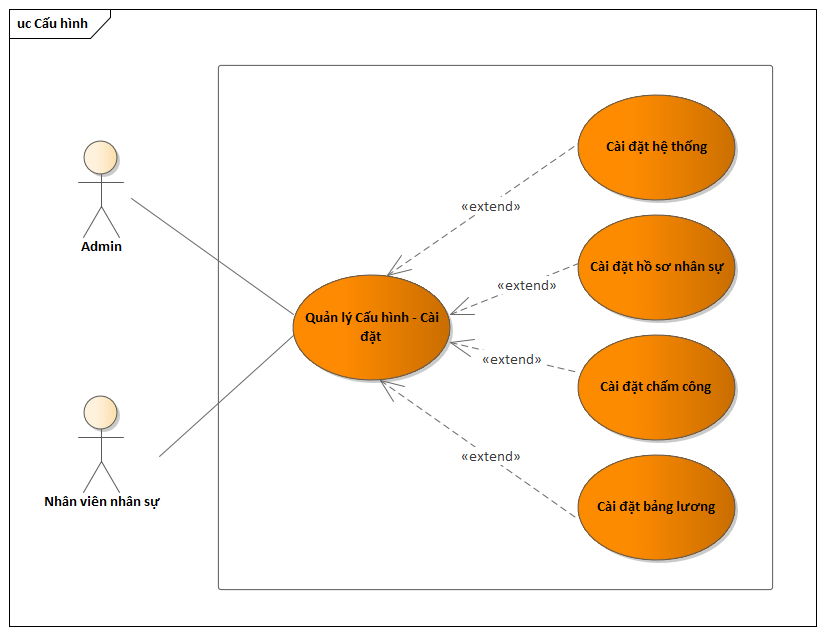 uc Cấu hình
Admin
Nhân viên nhân sự
Quản lý Cấu hình - Cài
đặt
«extend»
«extend»
«extend»
«extend»
Cài đặt hệ thống
Cài đặt hồ sơ nhân sự
Cài đặt chấm công
Cài đặt bảng lương